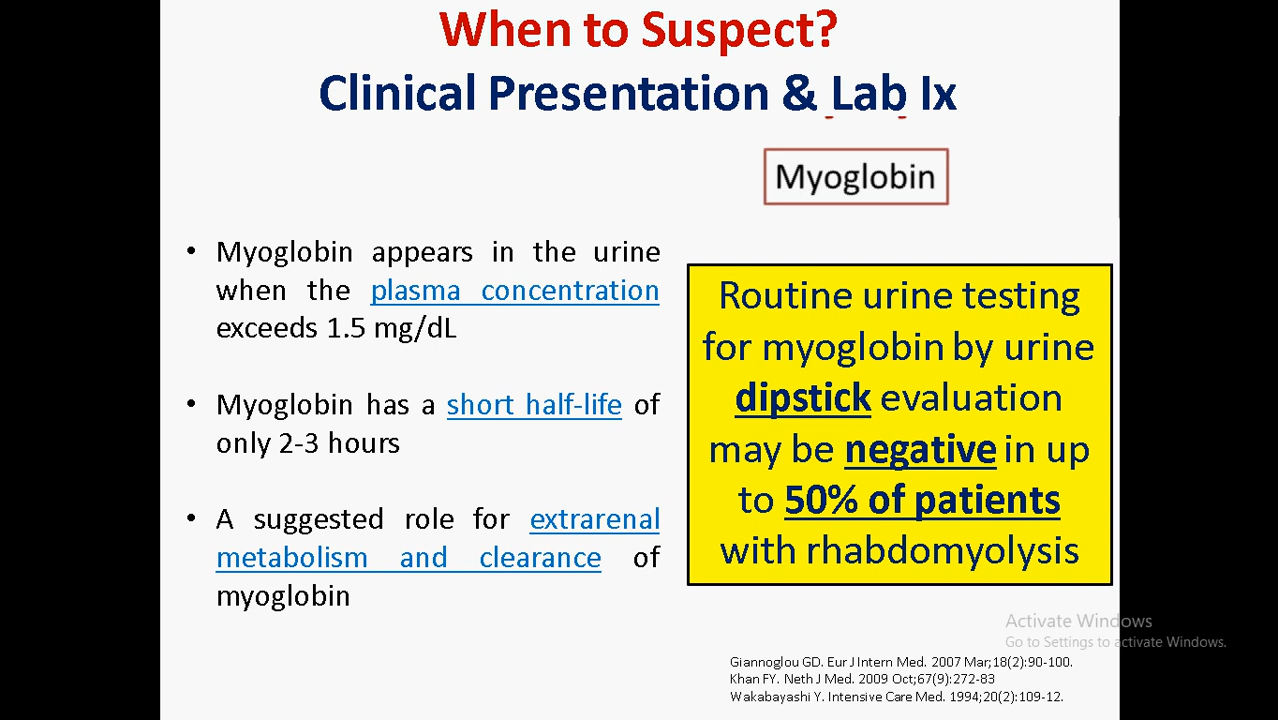 When to Suspect?
Clinical Presentation & Lab Ix
Myoglobin
• Myoglobin appears in the urine
when the plasma concentration
exceeds 1.5 mg/dL
• Myoglobin has a short half-life of
only 2-3 hours
• A suggested role for extrarenal
metabolism and clearance of
myoglobin
Routine urine testing
for myoglobin by urine
dipstick evaluation
may be negative in up
to 50% of patients
with rhabdomyolysis
Activate Windows
Go to Settings to activate Windows.
Giannoglou GD. Eur J Intern Med. 2007 Mar;18(2):90-100.
Khan FY. Neth J Med. 2009 Oct;67(9):272-83
Wakabayashi Y. Intensive Care Med. 1994;20(2):109-12.